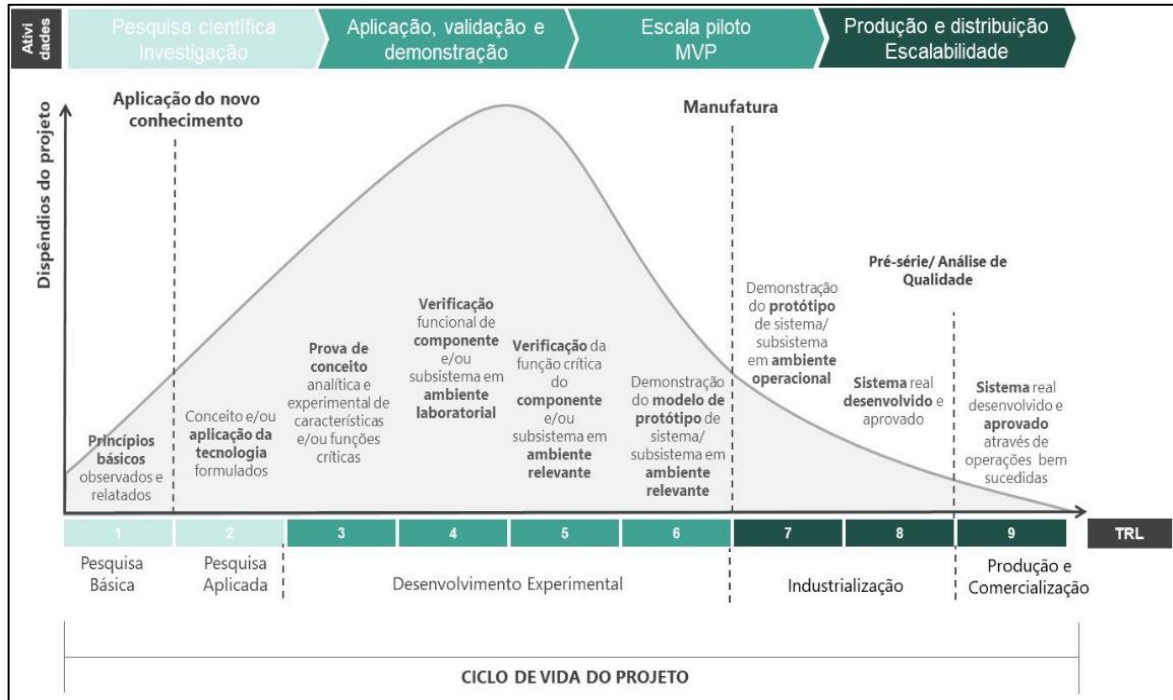 Ativi
dades
Pesquisa científica
Investigação
Aplicação, validação e
demonstração
Escala piloto
MVP
Produção e distribuição
Escalabilidade
Dispêndios do projeto
Aplicação do novo
conhecimento
Manufatura
Pré-série/ Análise de
Qualidade
Princípios
básicos
observados e
relatados
Conceito e/ou
aplicação da
tecnologia
formulados
Prova de
conceito
analítica e
experimental de
características
e/ou funções
críticas
Verificação
funcional de
componente
e/ou
subsistema em
ambiente
laboratorial
Verificação da
função crítica
do
componente
e/ou
subsistema em
ambiente
relevante
Demonstração
do modelo de
protótipo de
sistema/
subsistema em
ambiente
relevante
Demonstração
do protótipo
de sistema/
subsistema
em ambiente
operacional
Sistema real
desenvolvido e
aprovado
Sistema real
desenvolvido e
aprovado
através de
operações bem
sucedidas
1 2 3 4 5 6 7 8 9 TRL
Pesquisa
Básica
Pesquisa
Aplicada
Desenvolvimento Experimental
Industrialização
Produção e
Comercialização
CICLO DE VIDA DO PROJETO